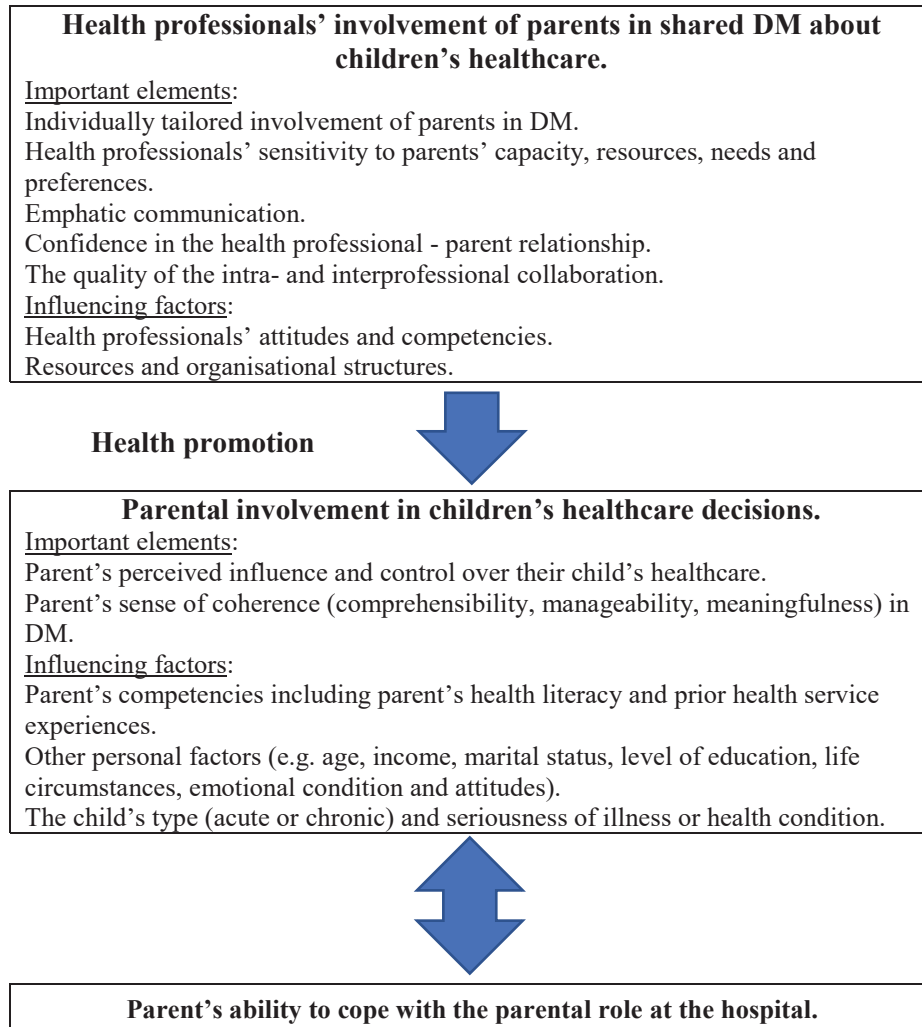 Health professionals’ involvement of parents in shared DM about
children’s healthcare.
Important elements:
Individually tailored involvement of parents in DM.
Health professionals’ sensitivity to parents’ capacity, resources, needs and
preferences.
Emphatic communication.
Confidence in the health professional - parent relationship.
The quality of the intra- and interprofessional collaboration.
Influencing factors:
Health professionals’ attitudes and competencies.
Resources and organisational structures.
Health promotion
Parental involvement in children’s healthcare decisions.
Important elements:
Parent’s perceived influence and control over their child’s healthcare.
Parent’s sense of coherence (comprehensibility, manageability, meaningfulness) in
DM.
Influencing factors:
Parent’s competencies including parent’s health literacy and prior health service
experiences.
Other personal factors (e.g. age, income, marital status, level of education, life
circumstances, emotional condition and attitudes).
The child’s type (acute or chronic) and seriousness of illness or health condition.
Parent’s ability to cope with the parental role at the hospital.